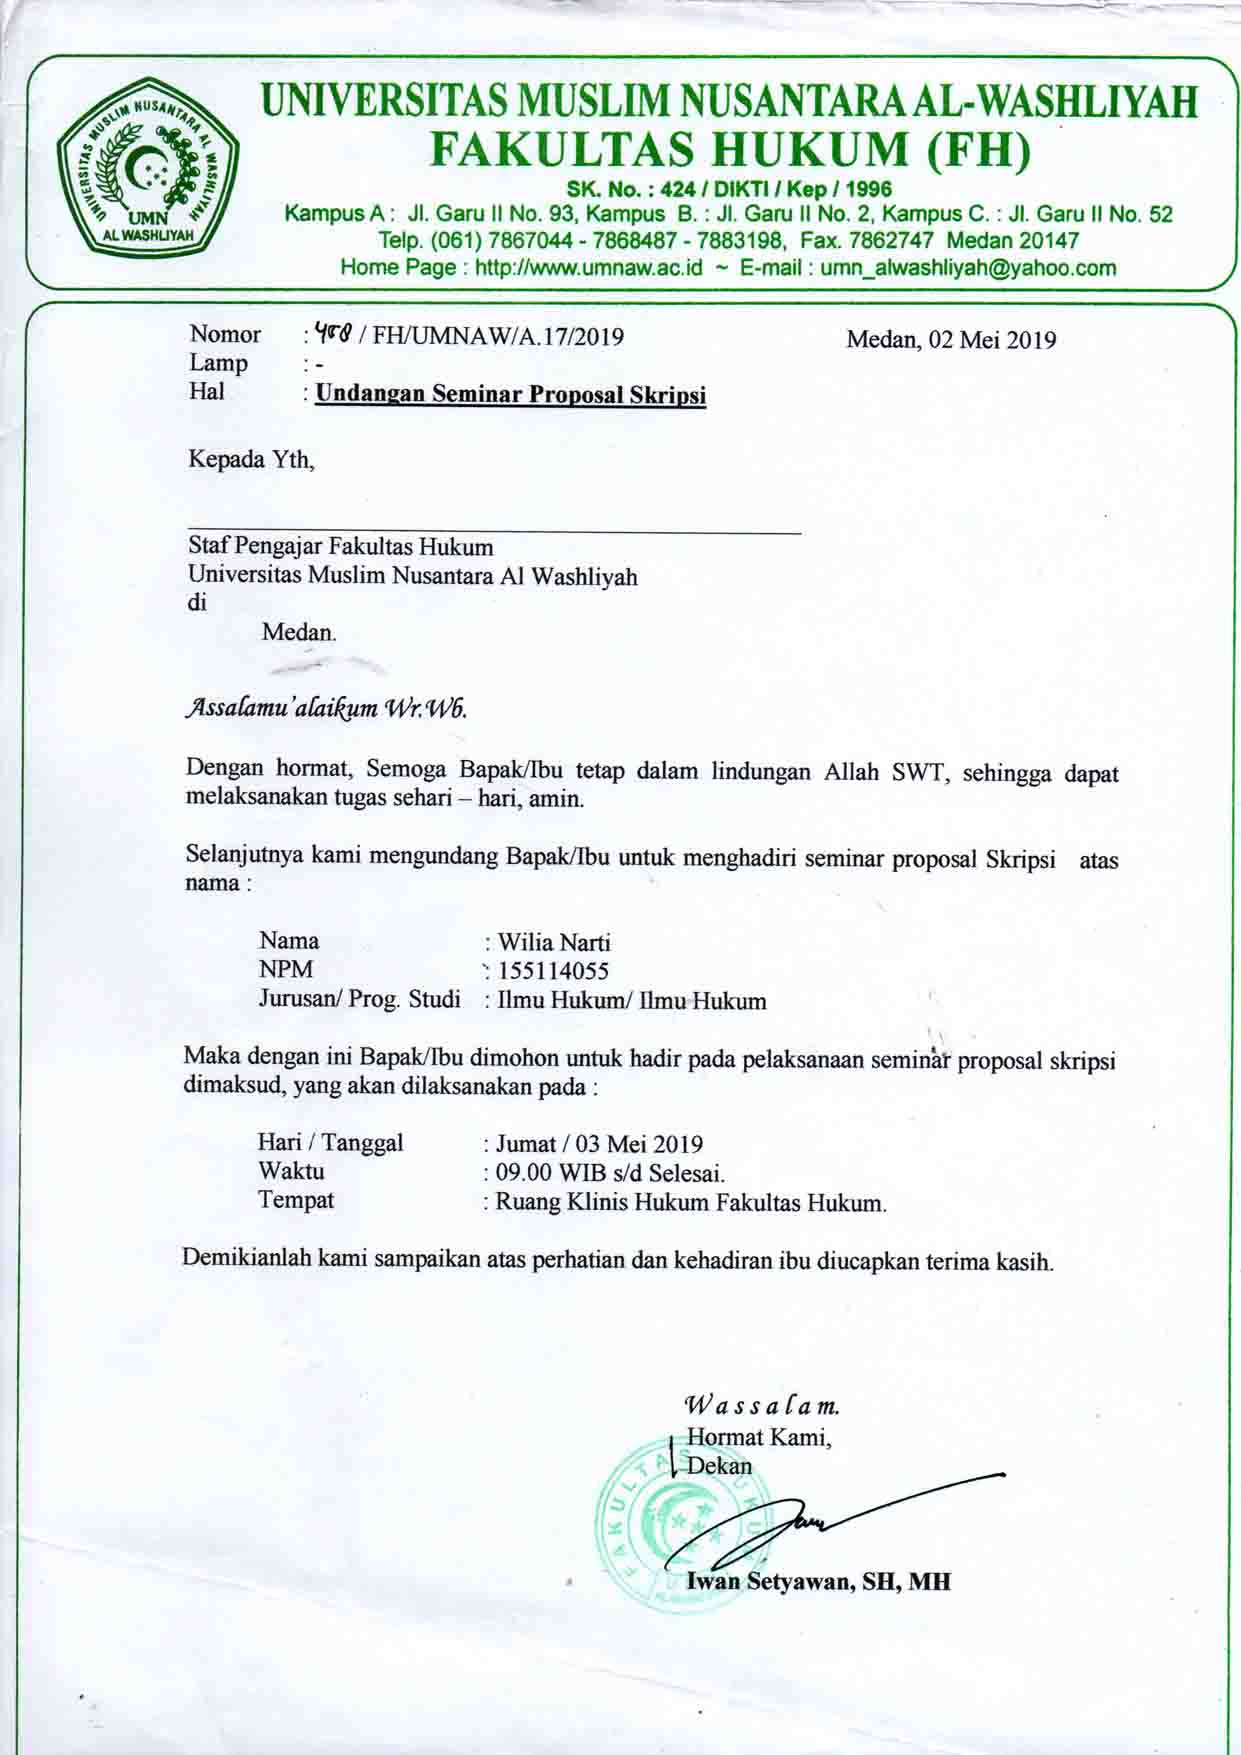 UNIVERSITAS MUSLIM NUSANTARA AL WASHLIYAH
UMN
AL WASHLIYAH
UNIVERSITAS MUSLIM NUSANTARA AL-WASHLIYAH
FAKULTAS HUKUM (FH)
SK. No. : 424 / DIKTI / Kep / 1996
Kampus A : Jl. Garu II No. 93, Kampus B. : Jl. Garu II No. 2, Kampus C. : Jl. Garu II No. 52
Telp. (061) 7867044 - 7868487 - 7883198, Fax. 7862747 Medan 20147
Home Page : http://www.umnaw.ac.id ~ E-mail : umn_alwashliyah@yahoo.com
Nomor : / FH/UMNAW/A.17/2019 Medan, 02 Mei 2019
Lamp : -
Hal : Undangan Seminar Proposal Skripsi
Kepada Yth,
Staf Pengajar Fakultas Hukum
Universitas Muslim Nusantara Al Washliyah
di
Medan.
Assalamu'alaikum Wr.Wb.
Dengan hormat, Semoga Bapak/Ibu tetap dalam lindungan Allah SWT, sehingga dapat
melaksanakan tugas sehari – hari, amin.
Selanjutnya kami mengundang Bapak/Ibu untuk menghadiri seminar proposal Skripsi atas
nama :
Nama : Wilia Narti
NPM : 155114055
Jurusan/ Prog. Studi : Ilmu Hukum/ Ilmu Hukum
Maka dengan ini Bapak/Ibu dimohon untuk hadir pada pelaksanaan seminar proposal skripsi
dimaksud, yang akan dilaksanakan pada :
Hari / Tanggal : Jumat / 03 Mei 2019
Waktu : 09.00 WIB s/d Selesai.
Tempat : Ruang Klinis Hukum Fakultas Hukum.
Demikianlah kami sampaikan atas perhatian dan kehadiran ibu diucapkan terima kasih.
Wassalam.
Hormat Kami,
Dekan
FAKULTAS HUKUM
Iwan Setyawan, SH, MH